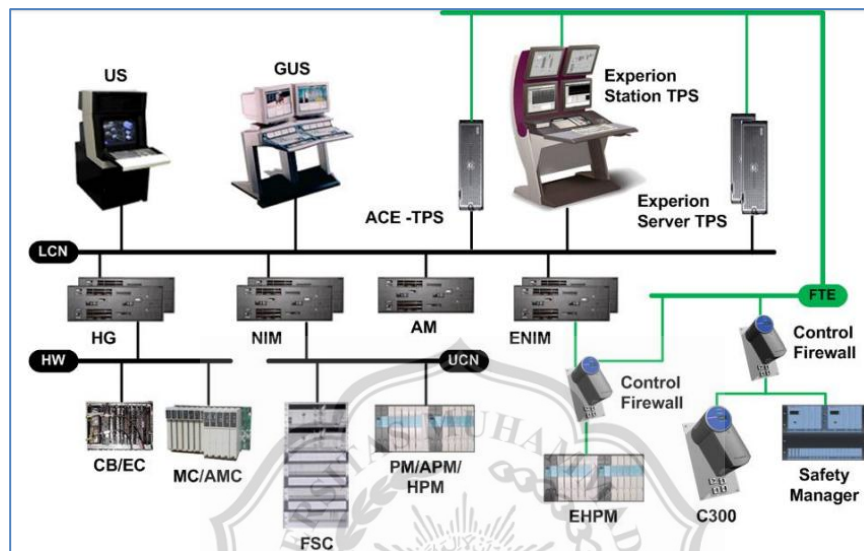 US
GUS
Experion
Station TPS
ACE -TPS
Experion
Server TPS
LCN
HG
NIM
AM
ENIM
FTE
Control
Firewall
HW
UCN
Control
Firewall
CB/EC
MC/AMC
FSC
PM/APM/
HPM
EHPM
C300
Safety
Manager